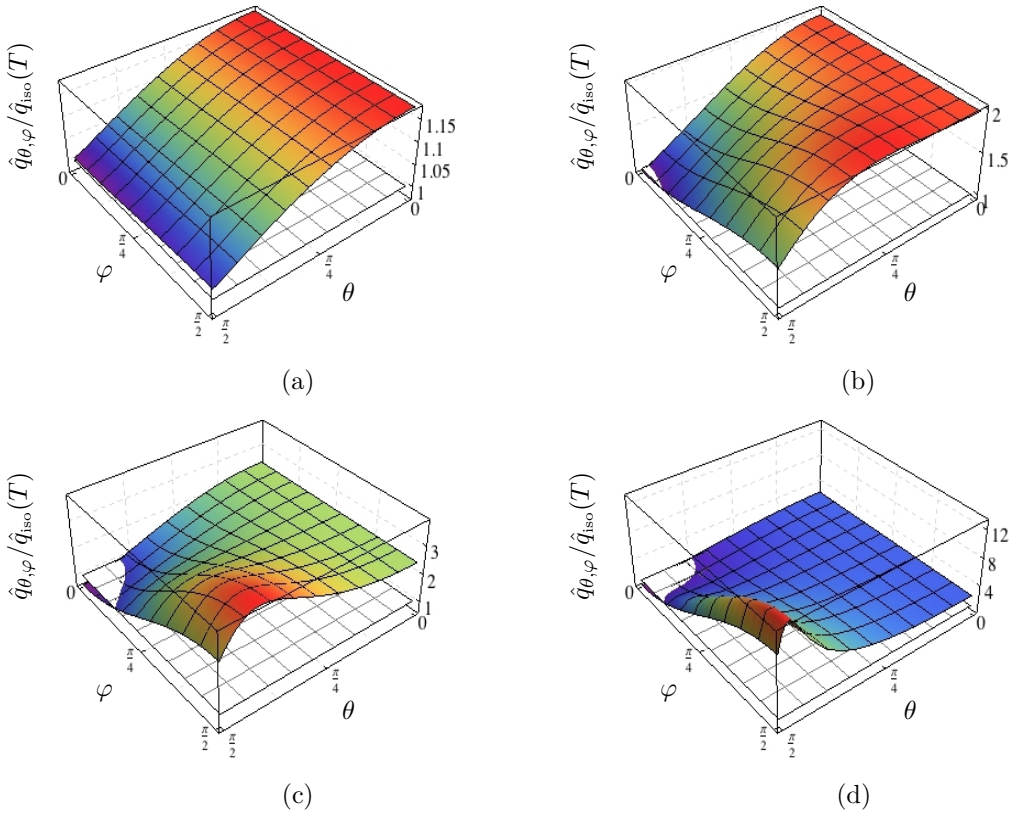 q̂θ,φ/q̂iso(T)
1.15
1.1
1.05
1
0
0
π/4
π/4
φ
θ
π/2
π/2
(a)
q̂θ,φ/q̂iso(T)
2
1.5
1
0
0
π/4
π/4
φ
θ
π/2
π/2
(b)
q̂θ,φ/q̂iso(T)
3
2
1
0
0
π/4
π/4
φ
θ
π/2
π/2
(c)
q̂θ,φ/q̂iso(T)
12
8
4
0
0
π/4
π/4
φ
θ
π/2
π/2
(d)